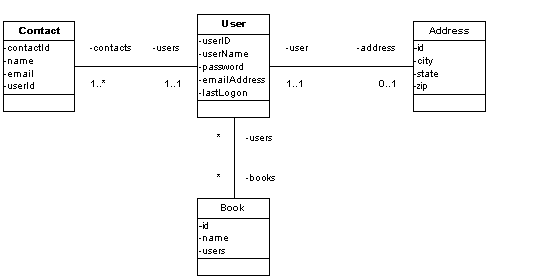 Contact
-contactId
-name
-email
-userId
-contacts
-users
1..*
1..1
User
-userID
-userName
-password
-emailAddress
-lastLogon
-user
-address
1..1
0..1
Address
-id
-city
-state
-zip
*
-users
*
-books
Book
-id
-name
-users